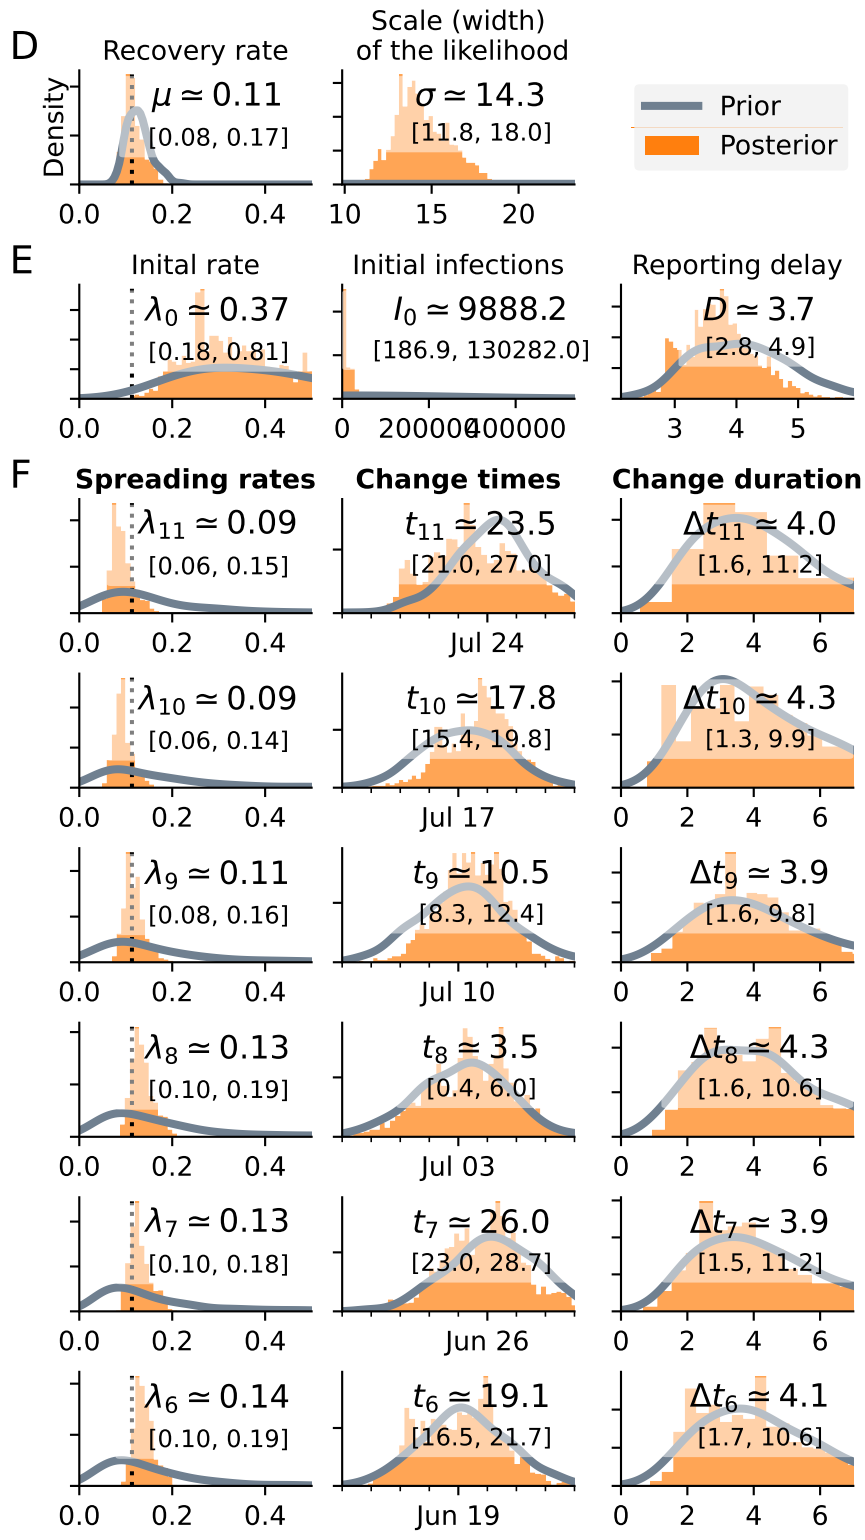 D
Recovery rate
Scale (width)
of the likelihood
Density
μ ≃ 0.11
[0.08, 0.17]
σ ≃ 14.3
[11.8, 18.0]
Prior
Posterior
0.0 0.2 0.4
10 15 20
E
Inital rate
Initial infections
Reporting delay
λ0 ≃ 0.37
[0.18, 0.81]
I0 ≃ 9888.2
[186.9, 130282.0]
D ≃ 3.7
[2.8, 4.9]
0.0 0.2 0.4
0 200000 400000
3 4 5
F
Spreading rates
Change times
Change duration
λ11 ≃ 0.09
[0.06, 0.15]
t11 ≃ 23.5
[21.0, 27.0]
Δt11 ≃ 4.0
[1.6, 11.2]
0.0 0.2 0.4
Jul 24
0 2 4 6
λ10 ≃ 0.09
[0.06, 0.14]
t10 ≃ 17.8
[15.4, 19.8]
Δt10 ≃ 4.3
[1.3, 9.9]
0.0 0.2 0.4
Jul 17
0 2 4 6
λ9 ≃ 0.11
[0.08, 0.16]
t9 ≃ 10.5
[8.3, 12.4]
Δt9 ≃ 3.9
[1.6, 9.8]
0.0 0.2 0.4
Jul 10
0 2 4 6
λ8 ≃ 0.13
[0.10, 0.19]
t8 ≃ 3.5
[0.4, 6.0]
Δt8 ≃ 4.3
[1.6, 10.6]
0.0 0.2 0.4
Jul 03
0 2 4 6
λ7 ≃ 0.13
[0.10, 0.18]
t7 ≃ 26.0
[23.0, 28.7]
Δt7 ≃ 3.9
[1.5, 11.2]
0.0 0.2 0.4
Jun 26
0 2 4 6
λ6 ≃ 0.14
[0.10, 0.19]
t6 ≃ 19.1
[16.5, 21.7]
Δt6 ≃ 4.1
[1.7, 10.6]
0.0 0.2 0.4
Jun 19
0 2 4 6